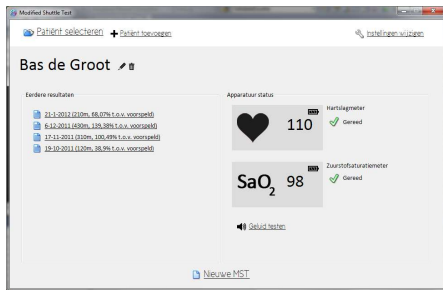 Modified Shuttle Test
Patiënt selecteren
Patiënt toevoegen
Instellingen wijzigen
Bas de Groot
Eerdere resultaten
21-1-2012 (210m, 68,07% t.o.v. voorspeld)
6-12-2011 (430m, 139,38% t.o.v. voorspeld)
17-11-2011 (310m, 100,49% t.o.v. voorspeld)
19-10-2011 (120m, 38,9% t.o.v. voorspeld)
Apparatuur status
110
Hartslagmeter
Gereed
SaO2 98
Zuurstofsaturatiemeter
Gereed
Geluid testen
Nieuwe MST